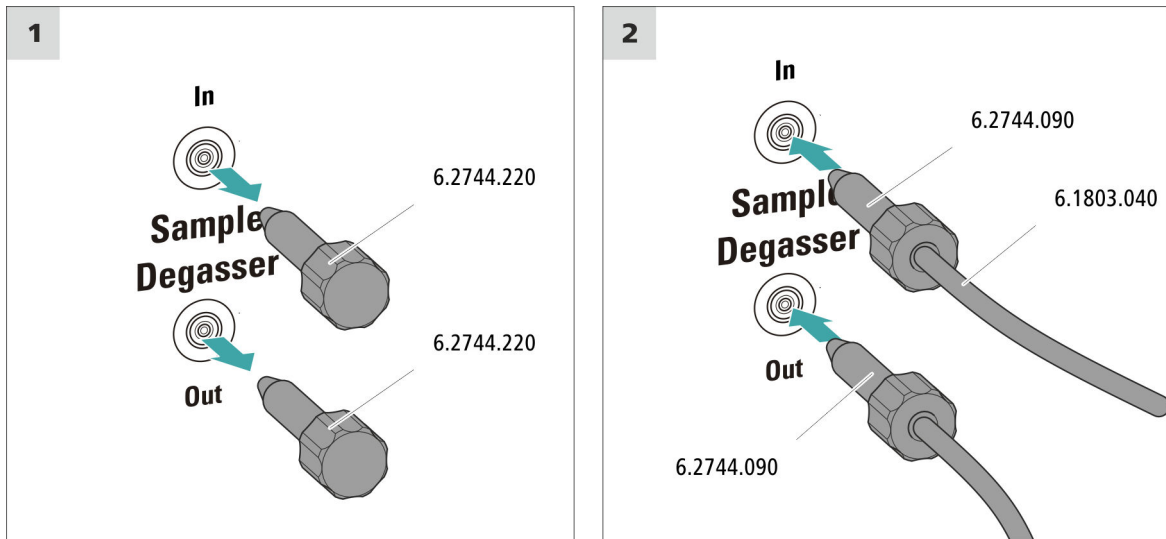 1
In
6.2744.220
Sample
Degasser
6.2744.220
Out
2
In
6.2744.090
6.1803.040
Sample
Degasser
Out
6.2744.090